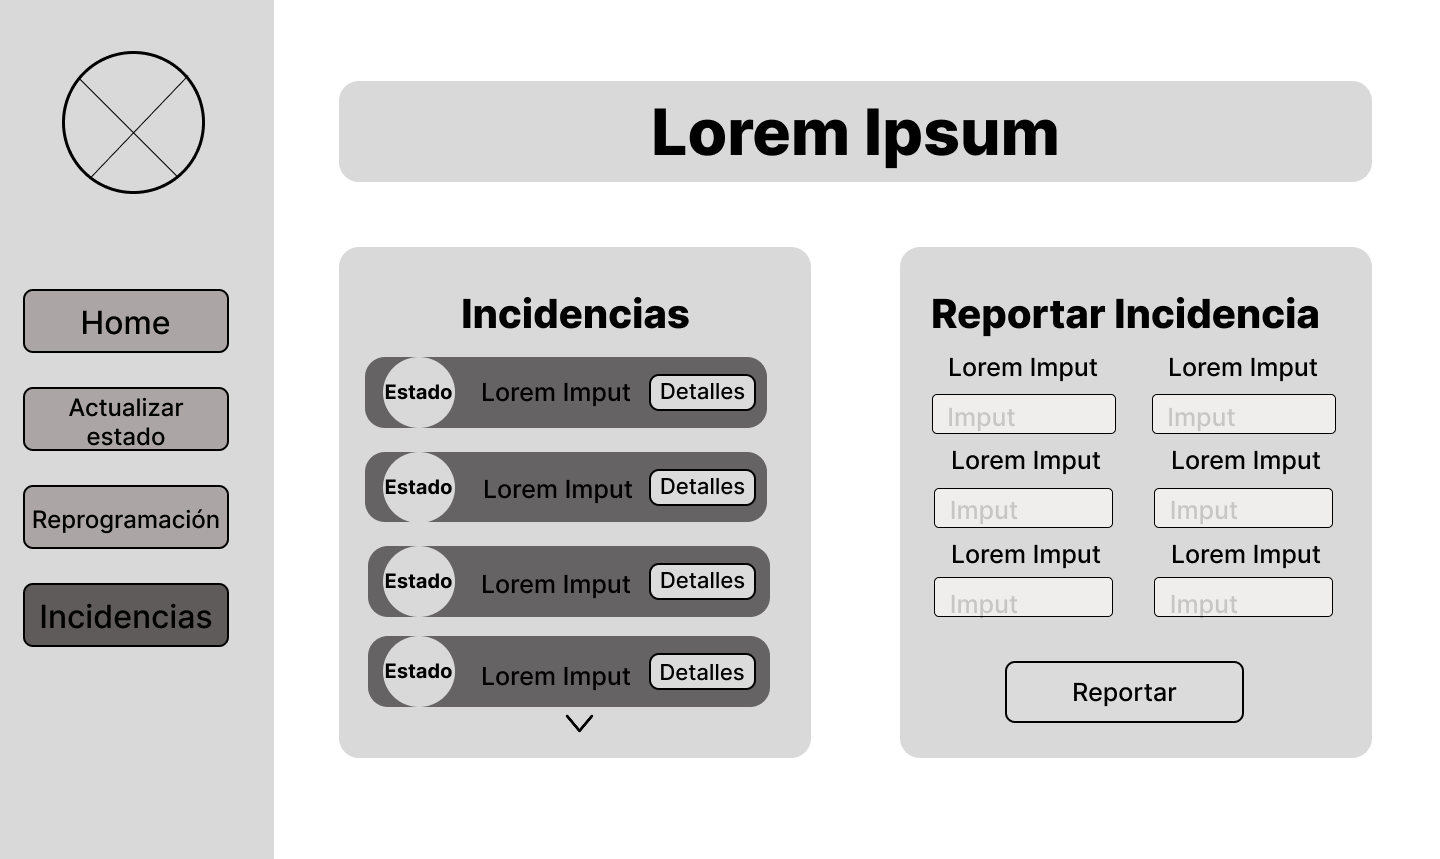 Home
Actualizar
estado
Reprogramación
Incidencias
Lorem Ipsum
Incidencias
Estado Lorem Imput Detalles
Estado Lorem Imput Detalles
Estado Lorem Imput Detalles
Estado Lorem Imput Detalles
Reportar Incidencia
Lorem Imput Lorem Imput
Imput Imput
Lorem Imput Lorem Imput
Imput Imput
Lorem Imput Lorem Imput
Imput Imput
Reportar